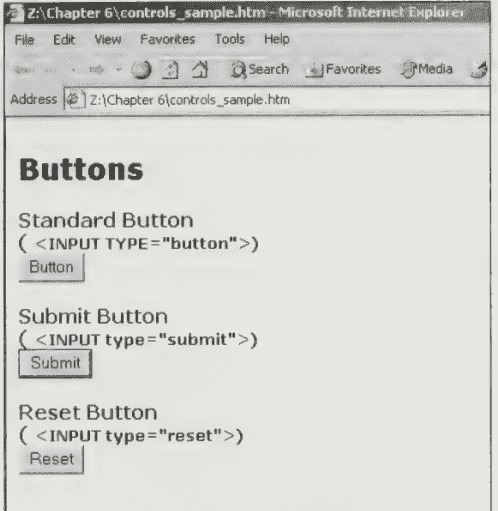 Z:\Chapter 6\controls_sample.htm - Microsoft Internet Explorer
File Edit View Favorites Tools Help
Search Favorites Media
Address Z:\Chapter 6\controls_sample.htm
Buttons
Standard Button
( <INPUT TYPE="button">)
Button
Submit Button
( <INPUT type="submit">)
Submit
Reset Button
( <INPUT type="reset">)
Reset